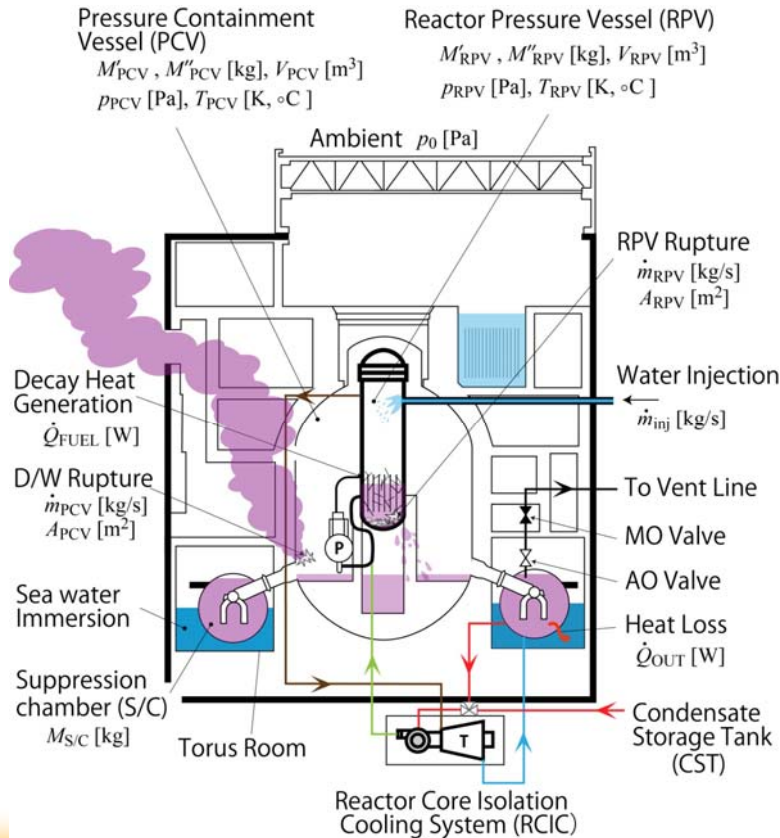 Pressure Containment
Vessel (PCV)
M′PCV , M″PCV [kg], VPCV [m³]
pPCV [Pa], TPCV [K, ∘C ]
Reactor Pressure Vessel (RPV)
M′RPV , M″RPV [kg], VRPV [m³]
pRPV [Pa], TRPV [K, ∘C ]
Ambient p0 [Pa]
RPV Rupture
ṁRPV [kg/s]
ARPV [m²]
Decay Heat
Generation
Q̇FUEL [W]
Water Injection
ṁinj [kg/s]
D/W Rupture
ṁPCV [kg/s]
APCV [m²]
To Vent Line
MO Valve
AO Valve
P
Sea water
Immersion
Heat Loss
Q̇OUT [W]
Suppression
chamber (S/C)
MS/C [kg]
Torus Room
T
Condensate
Storage Tank
(CST)
Reactor Core Isolation
Cooling System (RCIC)